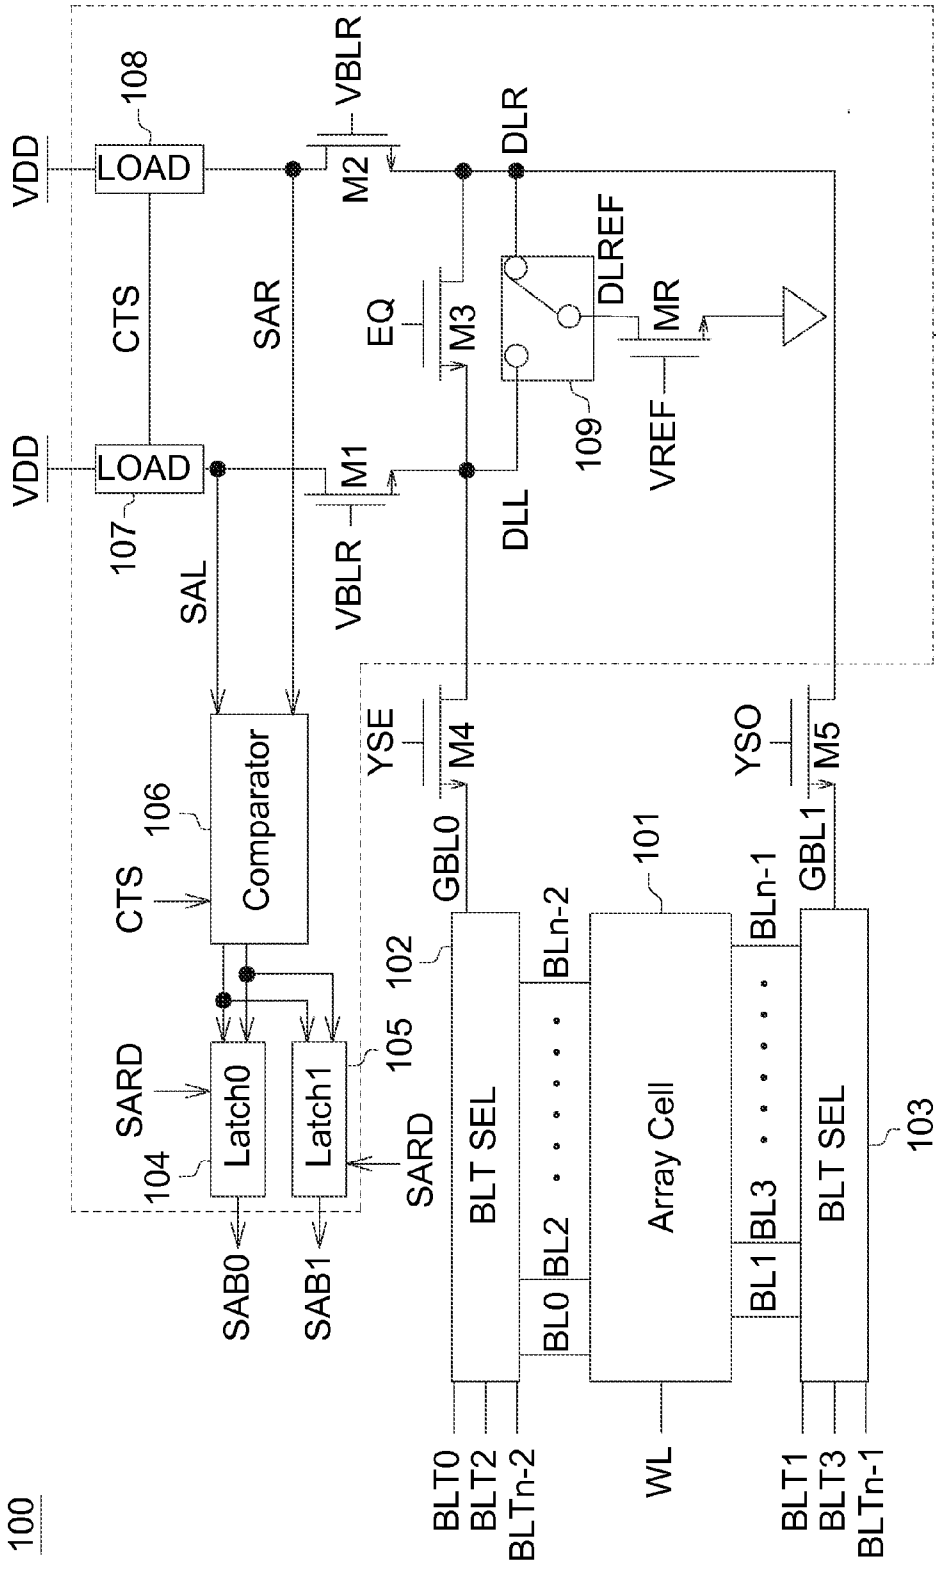 100
VDD
VDD
107
LOAD
CTS
LOAD
108
SAL
SAR
CTS
106
Comparator
SARD
104
Latch0
Latch1
105
SARD
SAB0
SAB1
VBLR
M1
M2
VBLR
EQ
M3
DLL
DLR
109
DLREF
VREF
MR
YSE
M4
GBL0
102
BLT SEL
BLT0
BLT2
BLTn-2
BL0
BL2
BLn-2
WL
Array Cell
101
BL1
BL3
BLn-1
BLT1
BLT3
BLTn-1
BLT SEL
103
GBL1
YSO
M5